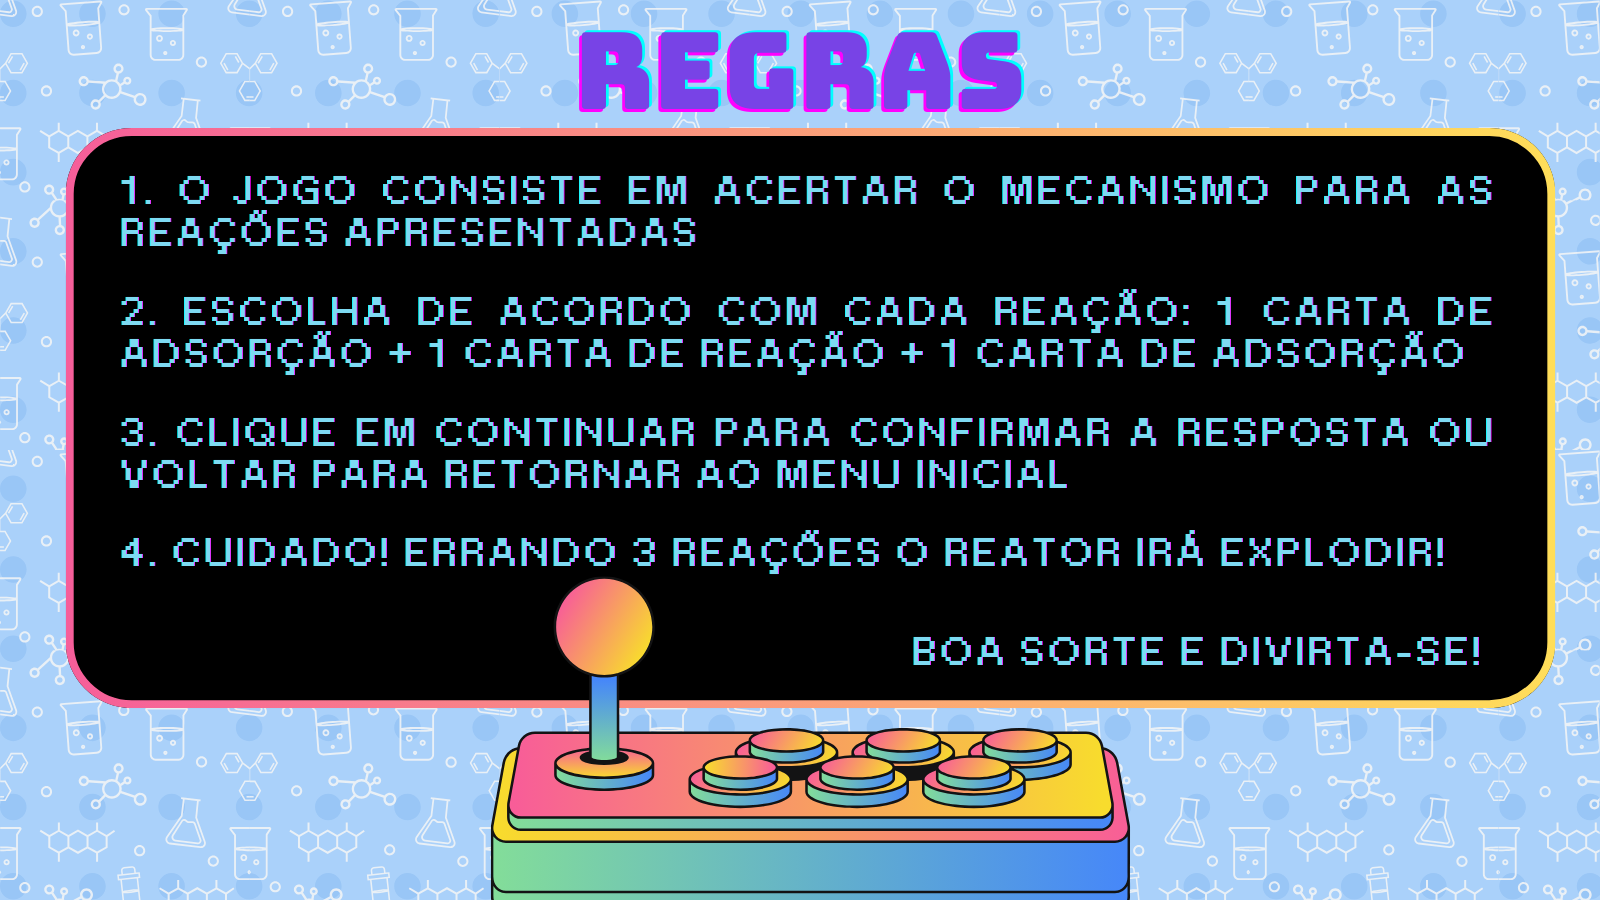 REGRAS
1. O JOGO CONSISTE EM ACERTAR O MECANISMO PARA AS
REAÇÕES APRESENTADAS
2. ESCOLHA DE ACORDO COM CADA REAÇÃO: 1 CARTA DE
ADSORÇÃO + 1 CARTA DE REAÇÃO + 1 CARTA DE ADSORÇÃO
3. CLIQUE EM CONTINUAR PARA CONFIRMAR A RESPOSTA OU
VOLTAR PARA RETORNAR AO MENU INICIAL
4. CUIDADO! ERRANDO 3 REAÇÕES O REATOR IRÁ EXPLODIR!
BOA SORTE E DIVIRTA-SE!